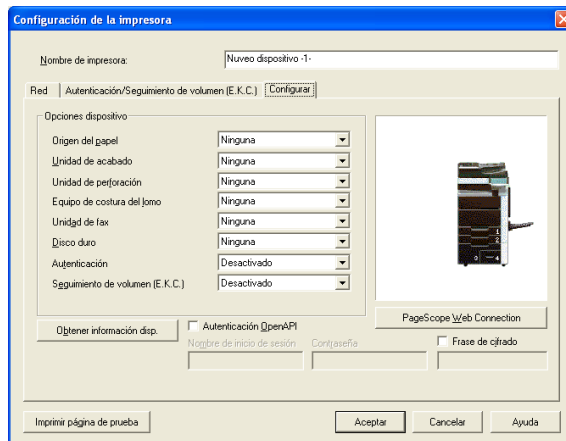 Configuración de la impresora
Nombre de impresora: Nuveo dispositivo -1-
Red Autenticación/Seguimiento de volumen (E.K.C.) Configurar
Opciones dispositivo
Origen del papel Ninguna
Unidad de acabado Ninguna
Unidad de perforación Ninguna
Equipo de costura del lomo Ninguna
Unidad de fax Ninguna
Disco duro Ninguna
Autenticación Desactivado
Seguimiento de volumen (E.K.C.) Desactivado
PageScope Web Connection
Obtener información disp. Autenticación OpenAPI
Nombre de inicio de sesión Contraseña Frase de cifrado
Imprimir página de prueba Aceptar Cancelar Ayuda